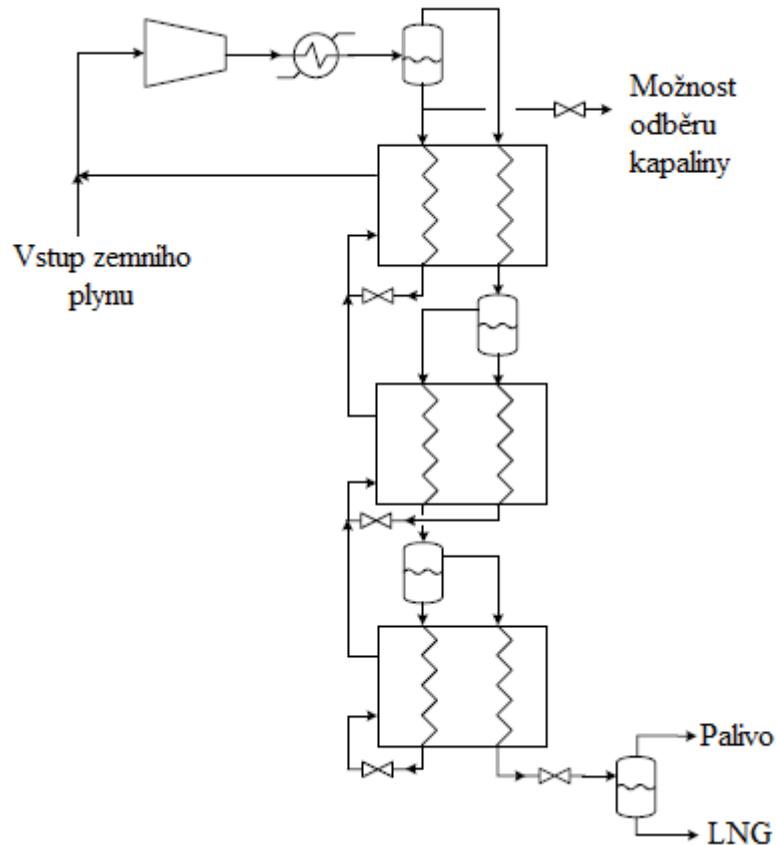 Možnost
odběru
kapaliny
Vstup zemního
plynu
Palivo
LNG